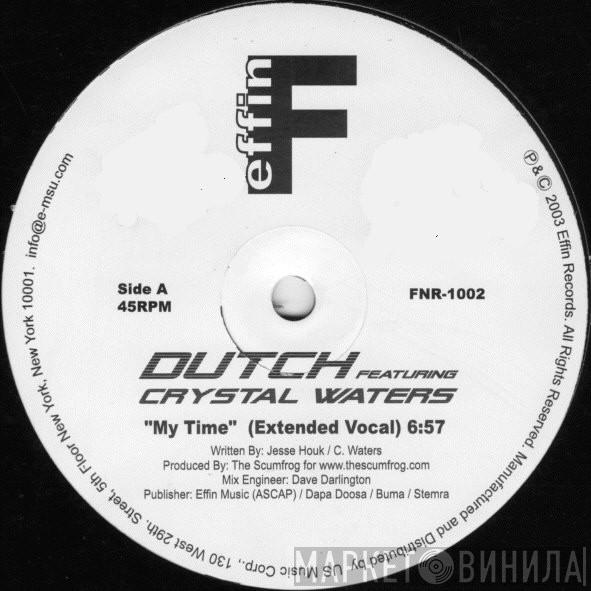 effin
F
Side A
45RPM
FNR-1002
DUTCH FEATURING
CRYSTAL WATERS
"My Time" (Extended Vocal) 6:57
Written By: Jesse Houk / C. Waters
Produced By: The Scumfrog for www.thescumfrog.com
Mix Engineer: Dave Darlington
Publisher: Effin Music (ASCAP) / Dapa Doosa / Buma / Stemra
℗ & © 2003 Effin Records. All Rights Reserved. Manufactured and Distributed by US Music Corp., 130 West 29th. Street, 5th Floor New York, New York 10001. info@e-msu.com
МАРКЕТ ВИНИЛА